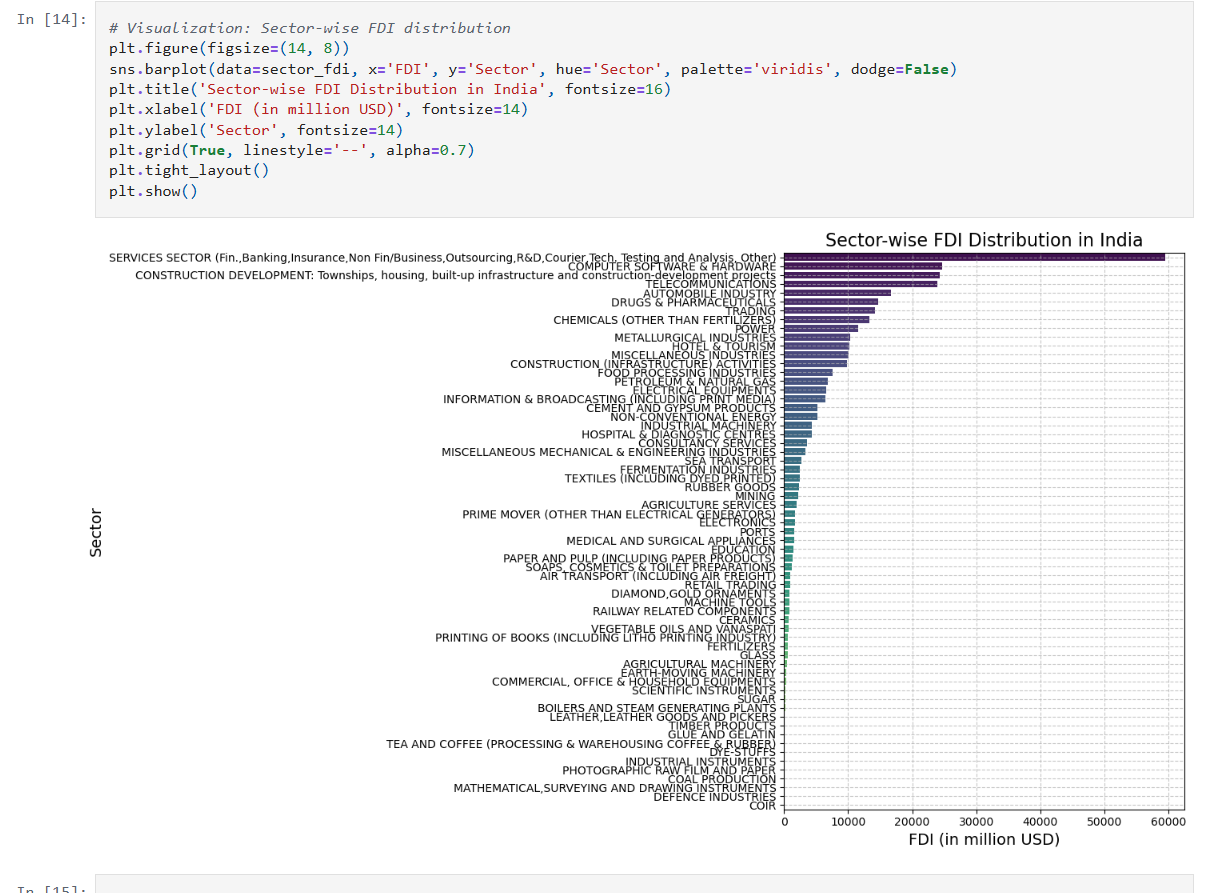 In [14]:
# Visualization: Sector-wise FDI distribution
plt.figure(figsize=(14, 8))
sns.barplot(data=sector_fdi, x='FDI', y='Sector', hue='Sector', palette='viridis', dodge=False)
plt.title('Sector-wise FDI Distribution in India', fontsize=16)
plt.xlabel('FDI (in million USD)', fontsize=14)
plt.ylabel('Sector', fontsize=14)
plt.grid(True, linestyle='--', alpha=0.7)
plt.tight_layout()
plt.show()
Sector-wise FDI Distribution in India
SERVICES SECTOR (Fin.,Banking,Insurance,Non Fin/Business,Outsourcing,R&D,Courier,Tech. Testing and Analysis, Other)
COMPUTER SOFTWARE & HARDWARE
CONSTRUCTION DEVELOPMENT: Townships, housing, built-up infrastructure and construction-development projects
TELECOMMUNICATIONS
AUTOMOBILE INDUSTRY
DRUGS & PHARMACEUTICALS
TRADING
CHEMICALS (OTHER THAN FERTILIZERS)
POWER
METALLURGICAL INDUSTRIES
HOTEL & TOURISM
MISCELLANEOUS INDUSTRIES
CONSTRUCTION (INFRASTRUCTURE) ACTIVITIES
FOOD PROCESSING INDUSTRIES
PETROLEUM & NATURAL GAS
ELECTRICAL EQUIPMENTS
INFORMATION & BROADCASTING (INCLUDING PRINT MEDIA)
CEMENT AND GYPSUM PRODUCTS
NON-CONVENTIONAL ENERGY
INDUSTRIAL MACHINERY
HOSPITAL & DIAGNOSTIC CENTRES
CONSULTANCY SERVICES
MISCELLANEOUS MECHANICAL & ENGINEERING INDUSTRIES
SEA TRANSPORT
FERMENTATION INDUSTRIES
TEXTILES (INCLUDING DYED,PRINTED)
RUBBER GOODS
MINING
AGRICULTURE SERVICES
PRIME MOVER (OTHER THAN ELECTRICAL GENERATORS)
ELECTRONICS
PORTS
MEDICAL AND SURGICAL APPLIANCES
EDUCATION
PAPER AND PULP (INCLUDING PAPER PRODUCTS)
SOAPS, COSMETICS & TOILET PREPARATIONS
AIR TRANSPORT (INCLUDING AIR FREIGHT)
RETAIL TRADING
DIAMOND,GOLD ORNAMENTS
MACHINE TOOLS
RAILWAY RELATED COMPONENTS
CERAMICS
VEGETABLE OILS AND VANASPATI
PRINTING OF BOOKS (INCLUDING LITHO PRINTING INDUSTRY)
FERTILIZERS
GLASS
AGRICULTURAL MACHINERY
EARTH-MOVING MACHINERY
COMMERCIAL, OFFICE & HOUSEHOLD EQUIPMENTS
SCIENTIFIC INSTRUMENTS
SUGAR
BOILERS AND STEAM GENERATING PLANTS
LEATHER,LEATHER GOODS AND PICKERS
TIMBER PRODUCTS
GLUE AND GELATIN
TEA AND COFFEE (PROCESSING & WAREHOUSING COFFEE & RUBBER)
DYE-STUFFS
INDUSTRIAL INSTRUMENTS
PHOTOGRAPHIC RAW FILM AND PAPER
COAL PRODUCTION
MATHEMATICAL,SURVEYING AND DRAWING INSTRUMENTS
DEFENCE INDUSTRIES
COIR
Sector
0 10000 20000 30000 40000 50000 60000
FDI (in million USD)
In [15]: